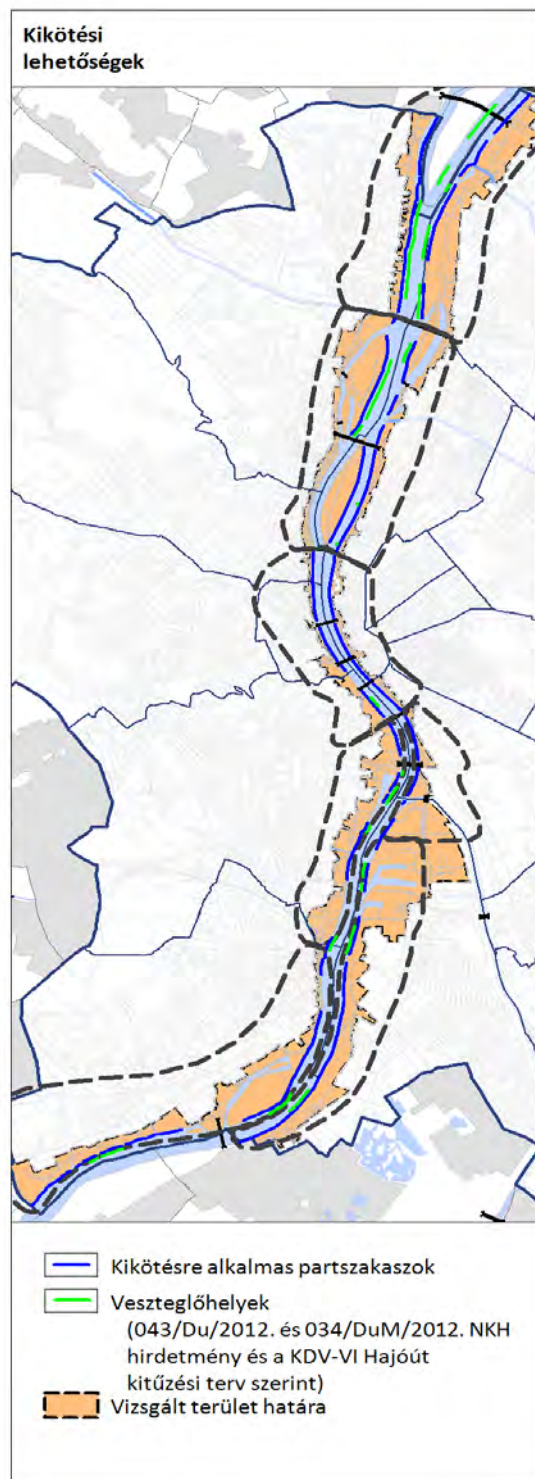 Kikötési
lehetőségek
Kikötésre alkalmas partszakaszok
Veszteglőhelyek
(043/Du/2012. és 034/DuM/2012. NKH
hirdetmény és a KDV-VI Hajóút
kitűzési terv szerint)
Vizsgált terület határa